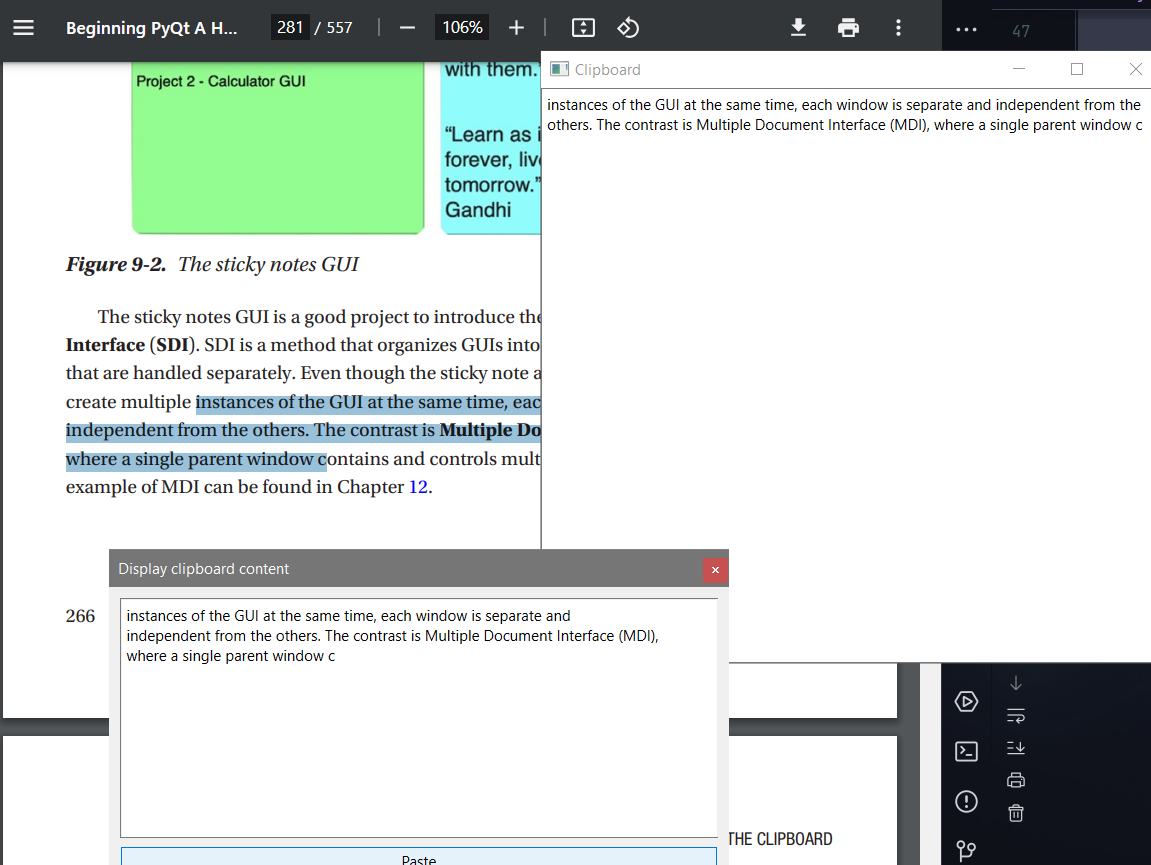 Beginning PyQt A H...
281 / 557
106%
47
Project 2 - Calculator GUI
with them."
"Learn as i
forever, liv
tomorrow."
Gandhi
Figure 9-2. The sticky notes GUI
The sticky notes GUI is a good project to introduce the
Interface (SDI). SDI is a method that organizes GUIs into
that are handled separately. Even though the sticky note a
create multiple instances of the GUI at the same time, eac
independent from the others. The contrast is Multiple Do
where a single parent window contains and controls mult
example of MDI can be found in Chapter 12.
266
Clipboard
instances of the GUI at the same time, each window is separate and independent from the
others. The contrast is Multiple Document Interface (MDI), where a single parent window c
Display clipboard content
instances of the GUI at the same time, each window is separate and
independent from the others. The contrast is Multiple Document Interface (MDI),
where a single parent window c
Paste
THE CLIPBOARD